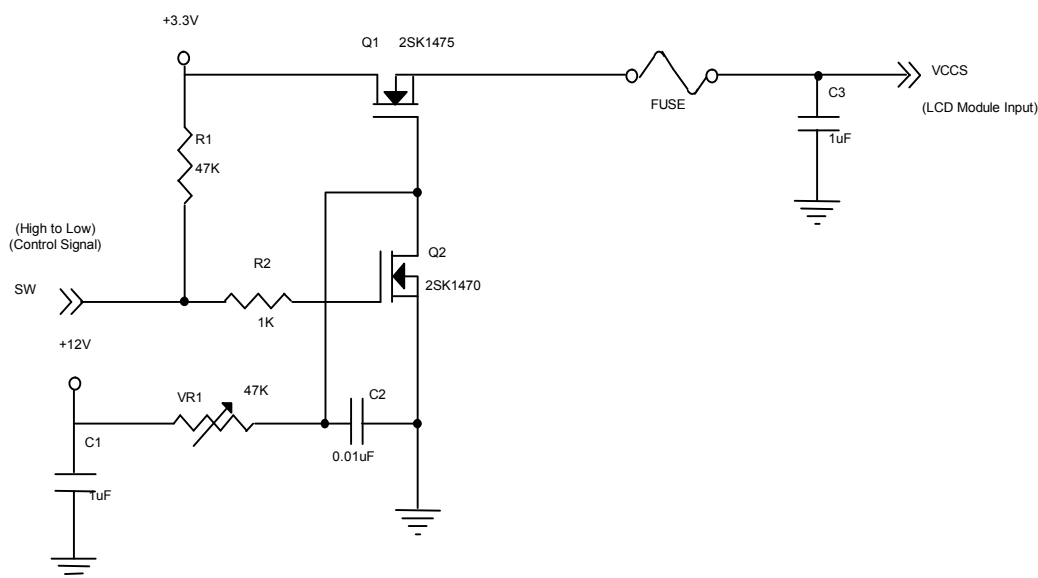 +3.3V
Q1 2SK1475
VCCS
FUSE
C3
(LCD Module Input)
R1
1uF
47K
(High to Low)
(Control Signal)
Q2
R2
SW
2SK1470
1K
+12V
VR1
47K
C2
C1
0.01uF
1uF